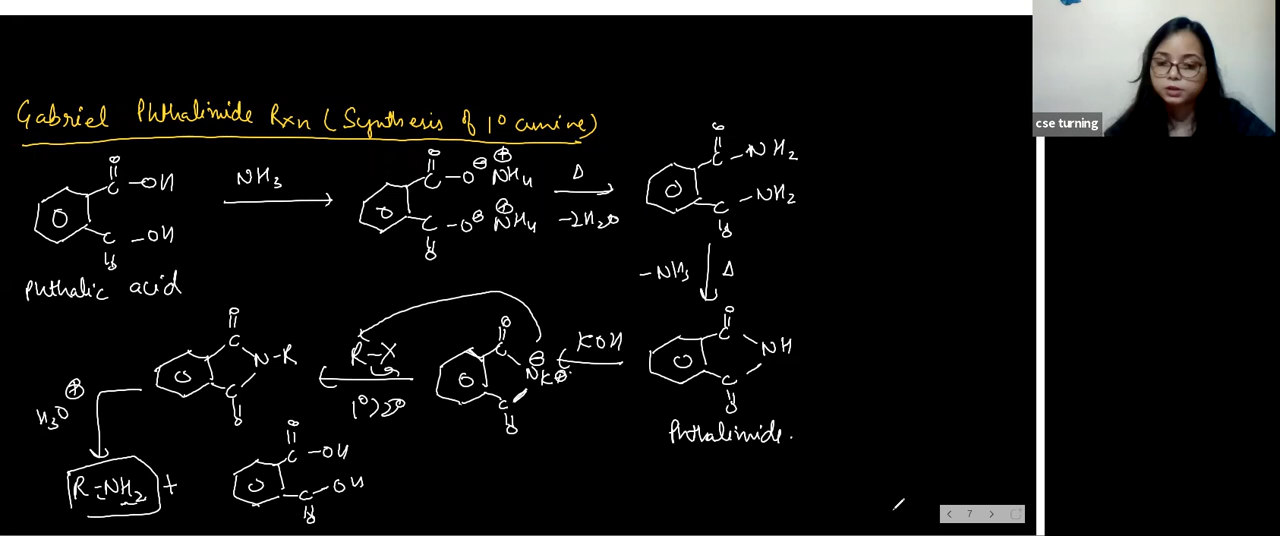 Gabriel Phthalimide Rxn (Synthesis of 1° amine)
cse turning
O
C-OH
C-OH
O
Phthalic acid
NH3
O
C-O⊖ ⊕NH4
C-O⊖ ⊕NH4
O
Δ
-2H2O
O
C-NH2
C-NH2
O
-NH3 Δ
O
C
NH
C
O
Phthalimide.
KOH
O
C
N⊖K⊕
C
O
R-X
1°>2°
O
C
N-R
C
O
H3O⊕
R-NH2 +
O
C-OH
C-OH
O
7